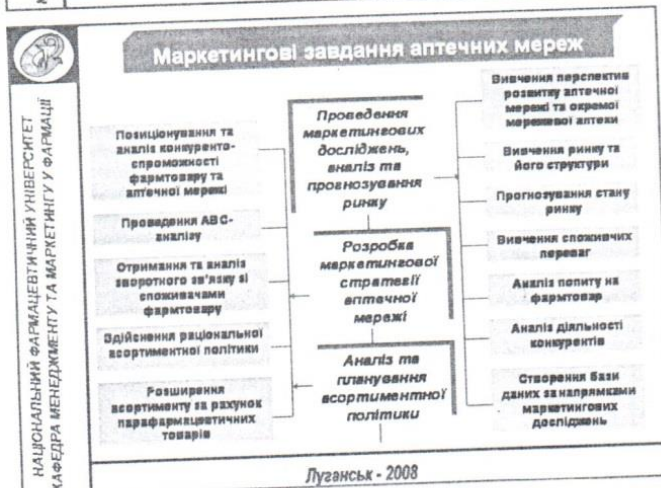 Маркетингові завдання аптечних мереж
НАЦІОНАЛЬНИЙ ФАРМАЦЕВТИЧНИЙ УНІВЕРСИТЕТ
КАФЕДРА МЕНЕДЖМЕНТУ ТА МАРКЕТИНГУ У ФАРМАЦІЇ
Позиціонування та
аналіз конкуренто-
спроможності
фармтовару та
аптечної мережі
Проведення АВС-
аналізу
Отримання та аналіз
зворотного зв'язку зі
споживачами
фармтовару
Здійснення раціональної
асортиментної політики
Розширення
асортименту за рахунок
парафармацевтичних
товарів
Проведення
маркетингових
досліджень,
аналіз та
прогнозування
ринку
Розробка
маркетингової
стратегії
аптечної
мережі
Аналіз та
планування
асортиментної
політики
Вивчення перспектив
розвитку аптечної
мережі та окремої
мережевої аптеки
Вивчення ринку та
його структури
Прогнозування стану
ринку
Вивчення споживчих
переваг
Аналіз попиту на
фармтовар
Аналіз діяльності
конкурентів
Створення бази
даних за напрямками
маркетингових
досліджень
Луганськ - 2008